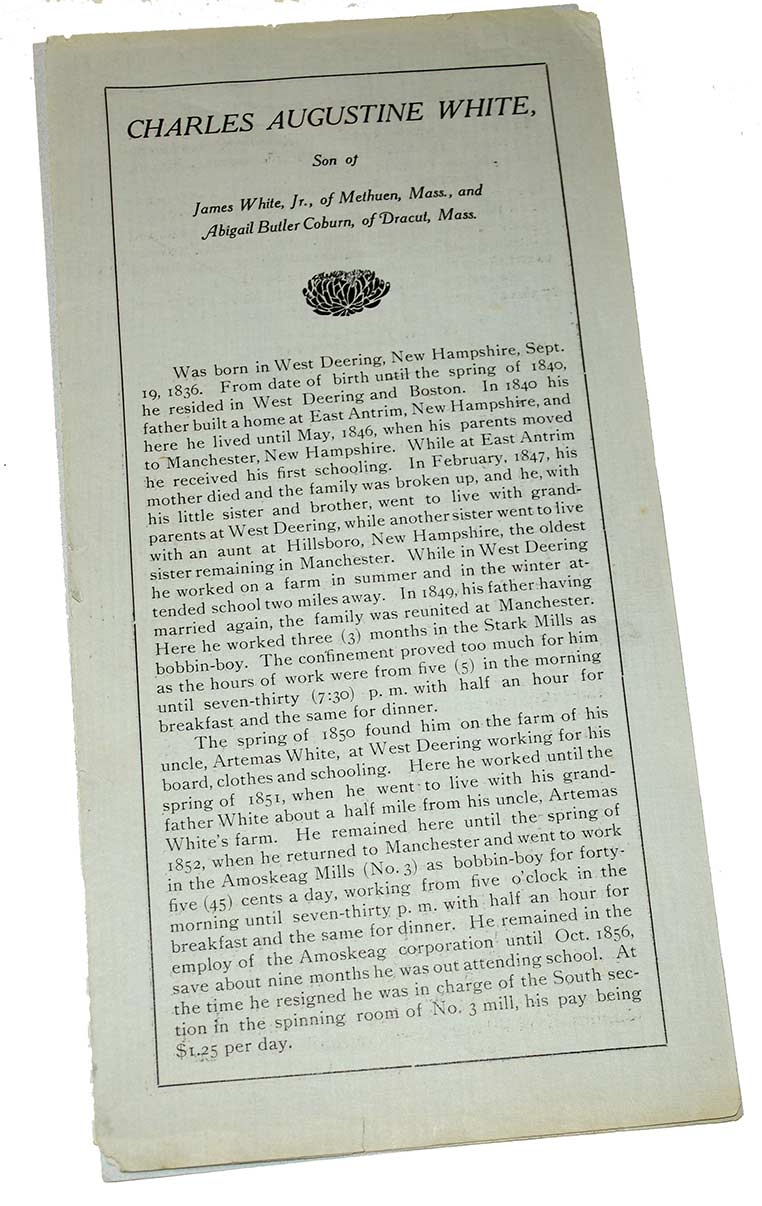 CHARLES AUGUSTINE WHITE,
Son of
James White, Jr., of Methuen, Mass., and
Abigail Butler Coburn, of Dracut, Mass.
Was born in West Deering, New Hampshire, Sept.
19, 1836. From date of birth until the spring of 1840,
he resided in West Deering and Boston. In 1840 his
father built a home at East Antrim, New Hampshire, and
here he lived until May, 1846, when his parents moved
to Manchester, New Hampshire. While at East Antrim
he received his first schooling. In February, 1847, his
mother died and the family was broken up, and he, with
his little sister and brother, went to live with grand-
parents at West Deering, while another sister went to live
with an aunt at Hillsboro, New Hampshire, the oldest
sister remaining in Manchester. While in West Deering
he worked on a farm in summer and in the winter at-
tended school two miles away. In 1849, his father having
married again, the family was reunited at Manchester.
Here he worked three (3) months in the Stark Mills as
bobbin-boy. The confinement proved too much for him
as the hours of work were from five (5) in the morning
until seven-thirty (7:30) p. m. with half an hour for
breakfast and the same for dinner.
The spring of 1850 found him on the farm of his
uncle, Artemas White, at West Deering working for his
board, clothes and schooling. Here he worked until the
spring of 1851, when he went to live with his grand-
father White about a half mile from his uncle, Artemas
White's farm. He remained here until the spring of
1852, when he returned to Manchester and went to work
in the Amoskeag Mills (No. 3) as bobbin-boy for forty-
five (45) cents a day, working from five o'clock in the
morning until seven-thirty p. m. with half an hour for
breakfast and the same for dinner. He remained in the
employ of the Amoskeag corporation until Oct. 1856,
save about nine months he was out attending school. At
the time he resigned he was in charge of the South sec-
tion in the spinning room of No. 3 mill, his pay being
$1.25 per day.